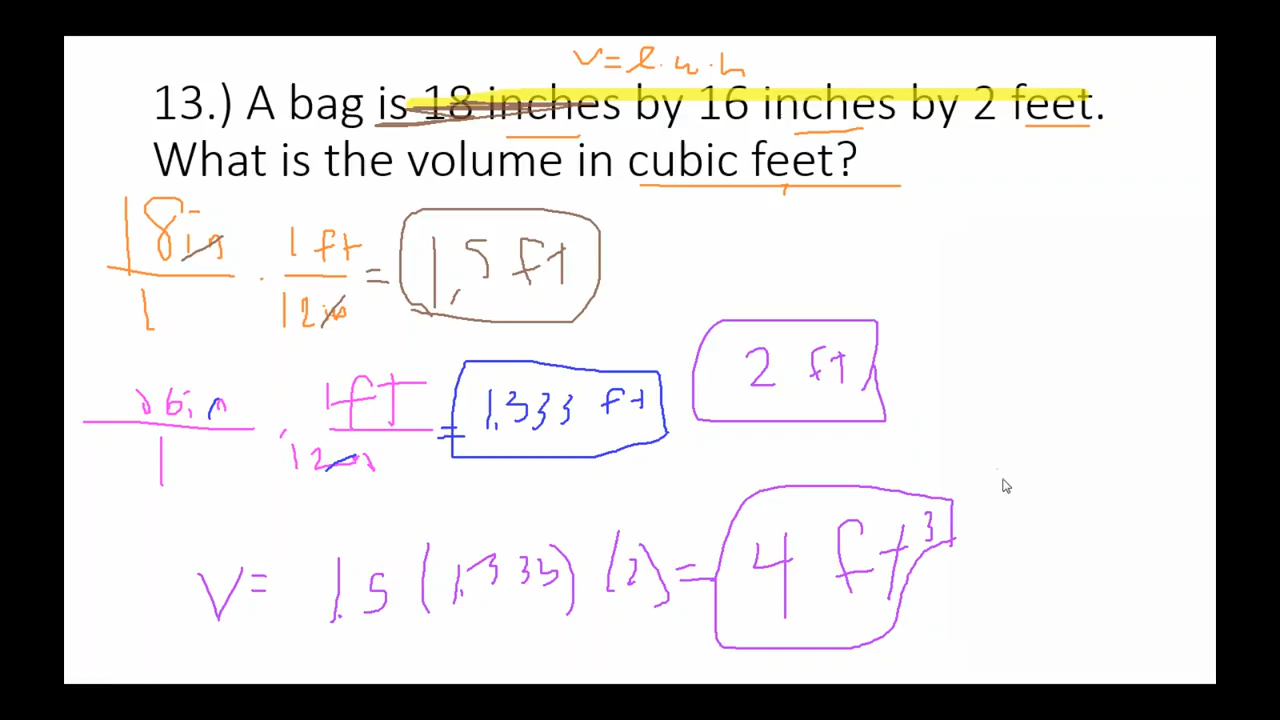 V = l · w · h
13.) A bag is 18 inches by 16 inches by 2 feet.
What is the volume in cubic feet?
18 in / 1 · 1 ft / 12 in = 1.5 ft
16 in / 1 · 1 ft / 12 in = 1.333 ft
2 ft
V = 1.5 (1.333) (2) = 4 ft³